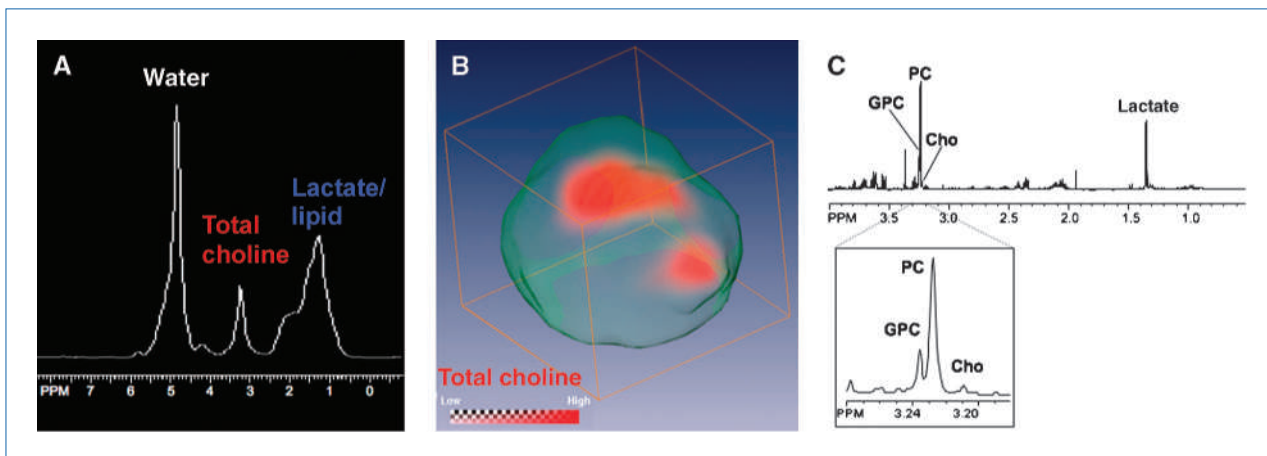 A
Water
Total
choline
Lactate/
lipid
PPM 7 6 5 4 3 2 1 0
B
Total choline
Low High
C
PC
GPC
Cho
Lactate
PPM 3.5 3.0 2.5 2.0 1.5 1.0
PC
GPC
Cho
PPM 3.24 3.20